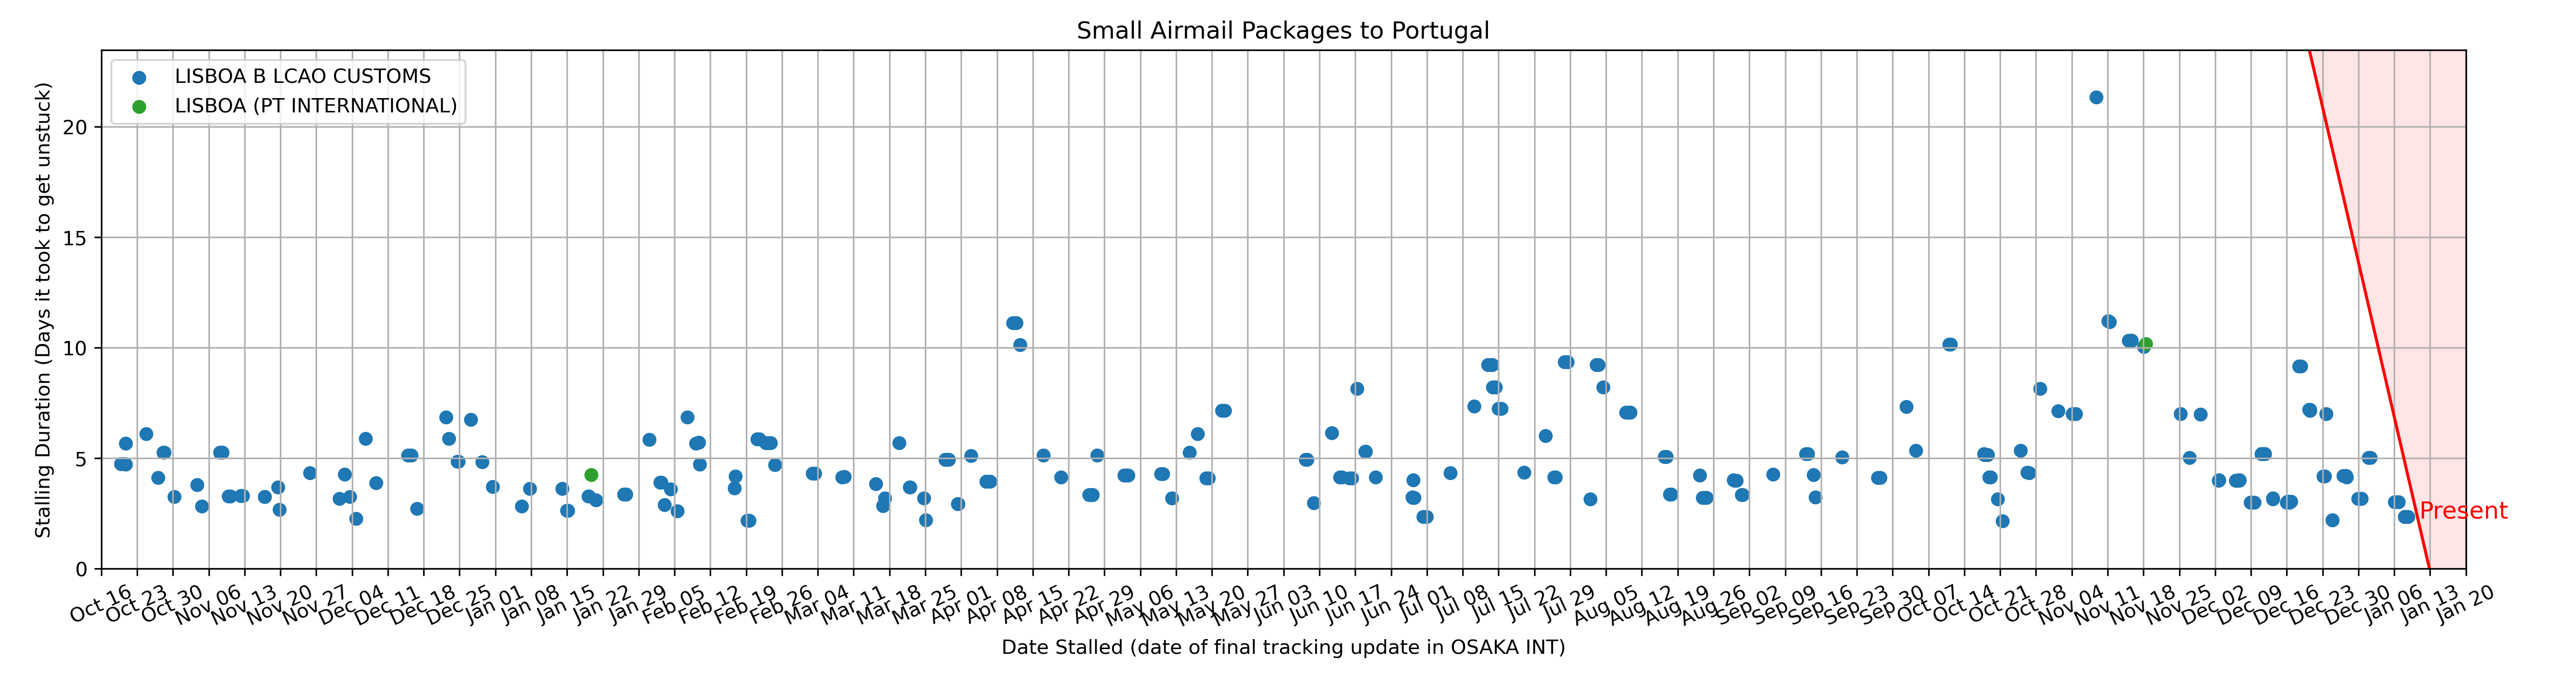 Small Airmail Packages to Portugal
LISBOA B LCAO CUSTOMS
LISBOA (PT INTERNATIONAL)
Stalling Duration (Days it took to get unstuck)
20
15
10
5
0
Present
Oct 16
Oct 23
Oct 30
Nov 06
Nov 13
Nov 20
Nov 27
Dec 04
Dec 11
Dec 18
Dec 25
Jan 01
Jan 08
Jan 15
Jan 22
Jan 29
Feb 05
Feb 12
Feb 19
Feb 26
Mar 04
Mar 11
Mar 18
Mar 25
Apr 01
Apr 08
Apr 15
Apr 22
Apr 29
May 06
May 13
May 20
May 27
Jun 03
Jun 10
Jun 17
Jun 24
Jul 01
Jul 08
Jul 15
Jul 22
Jul 29
Aug 05
Aug 12
Aug 19
Aug 26
Sep 02
Sep 09
Sep 16
Sep 23
Sep 30
Oct 07
Oct 14
Oct 21
Oct 28
Nov 04
Nov 11
Nov 18
Nov 25
Dec 02
Dec 09
Dec 16
Dec 23
Dec 30
Jan 06
Jan 13
Jan 20
Date Stalled (date of final tracking update in OSAKA INT)